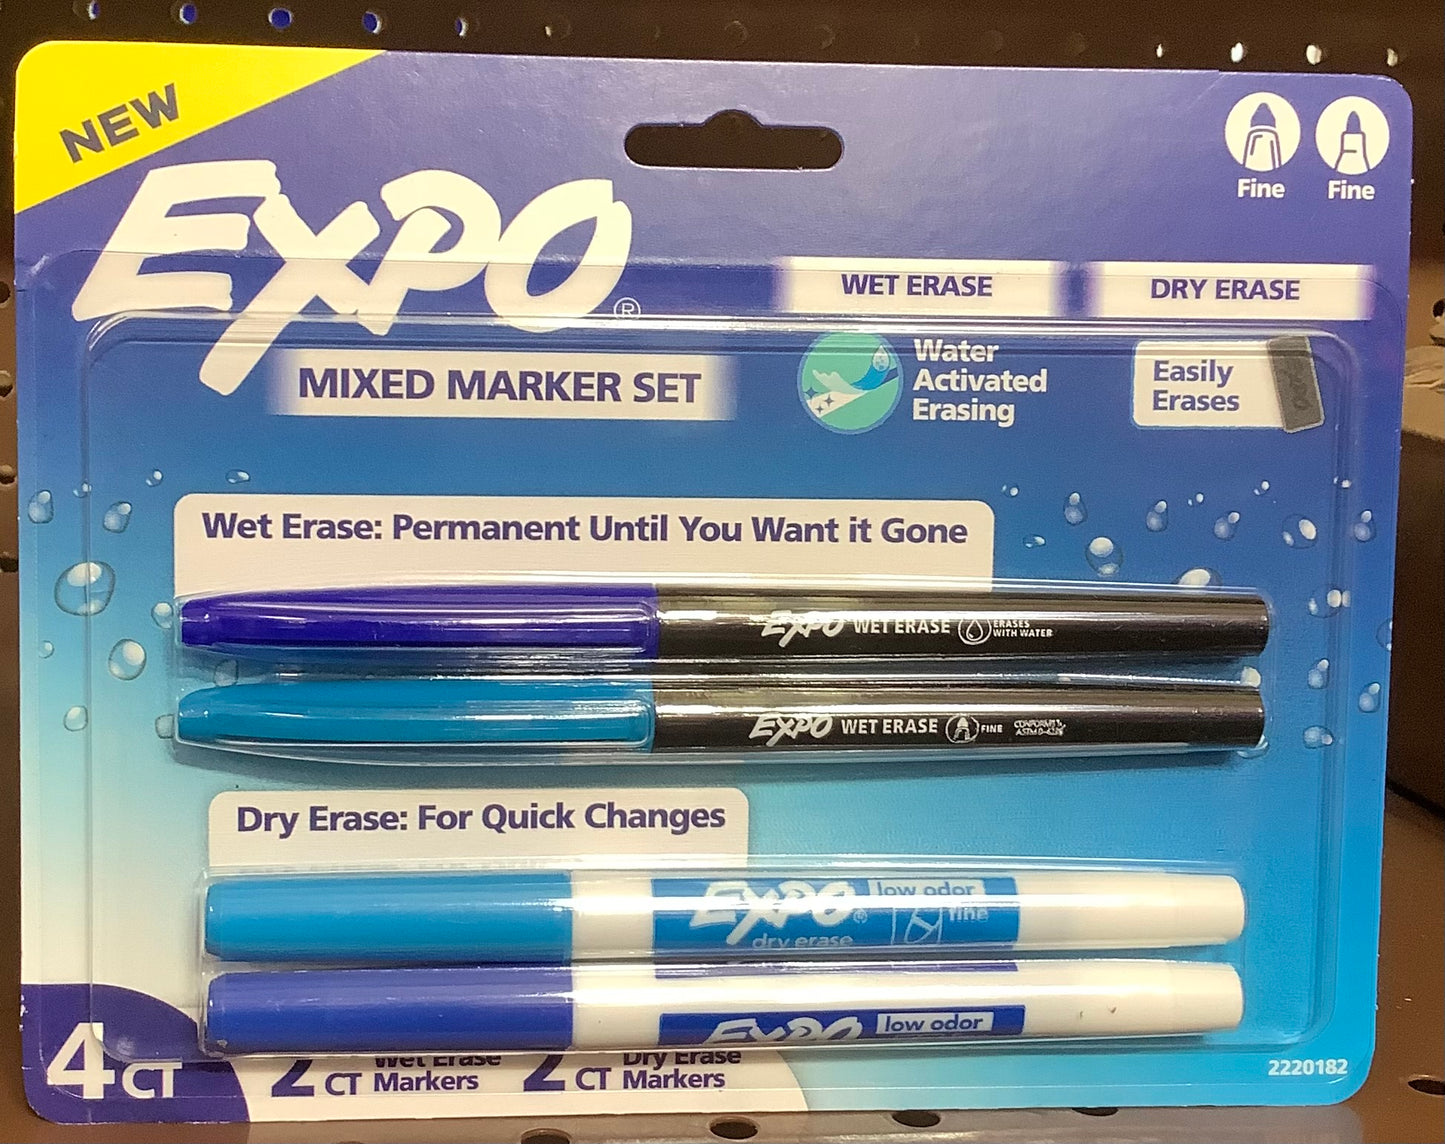 NEW
EXPO®
Fine
Fine
WET ERASE
DRY ERASE
MIXED MARKER SET
Water
Activated
Erasing
Easily
Erases
Wet Erase: Permanent Until You Want it Gone
EXPO WET ERASE ERASES
WITH WATER
EXPO WET ERASE FINE CONFORMS
Dry Erase: For Quick Changes
EXPO® low odor
fine
dry erase
EXPO low odor
4 CT
2 CT Wet Erase
Markers
2 CT Dry Erase
Markers
2220182